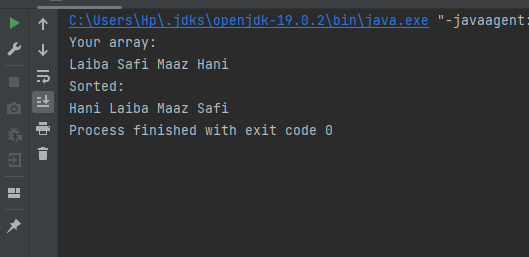 C:\Users\Hp\.jdks\openjdk-19.0.2\bin\java.exe "-javaagent:
Your array:
Laiba Safi Maaz Hani
Sorted:
Hani Laiba Maaz Safi
Process finished with exit code 0